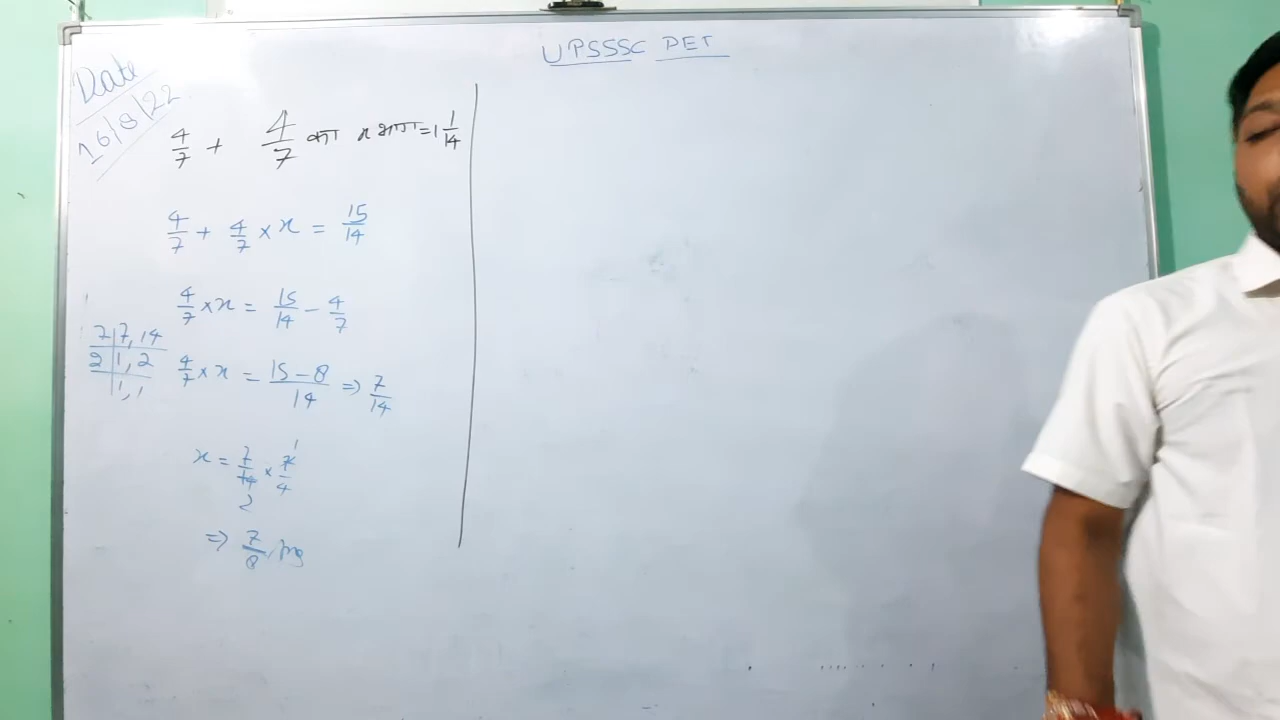 UPSSSC PET
Date
16/8/22
4/7 + 4/7 का x भाग = 1 1/14
4/7 + 4/7 × x = 15/14
4/7 × x = 15/14 - 4/7
7 | 7, 14
2 | 1, 2
| 1, 1
4/7 × x = 15 - 8 / 14 ⇒ 7/14
x = 7/14 × 7/4
1
2
⇒ 7/8